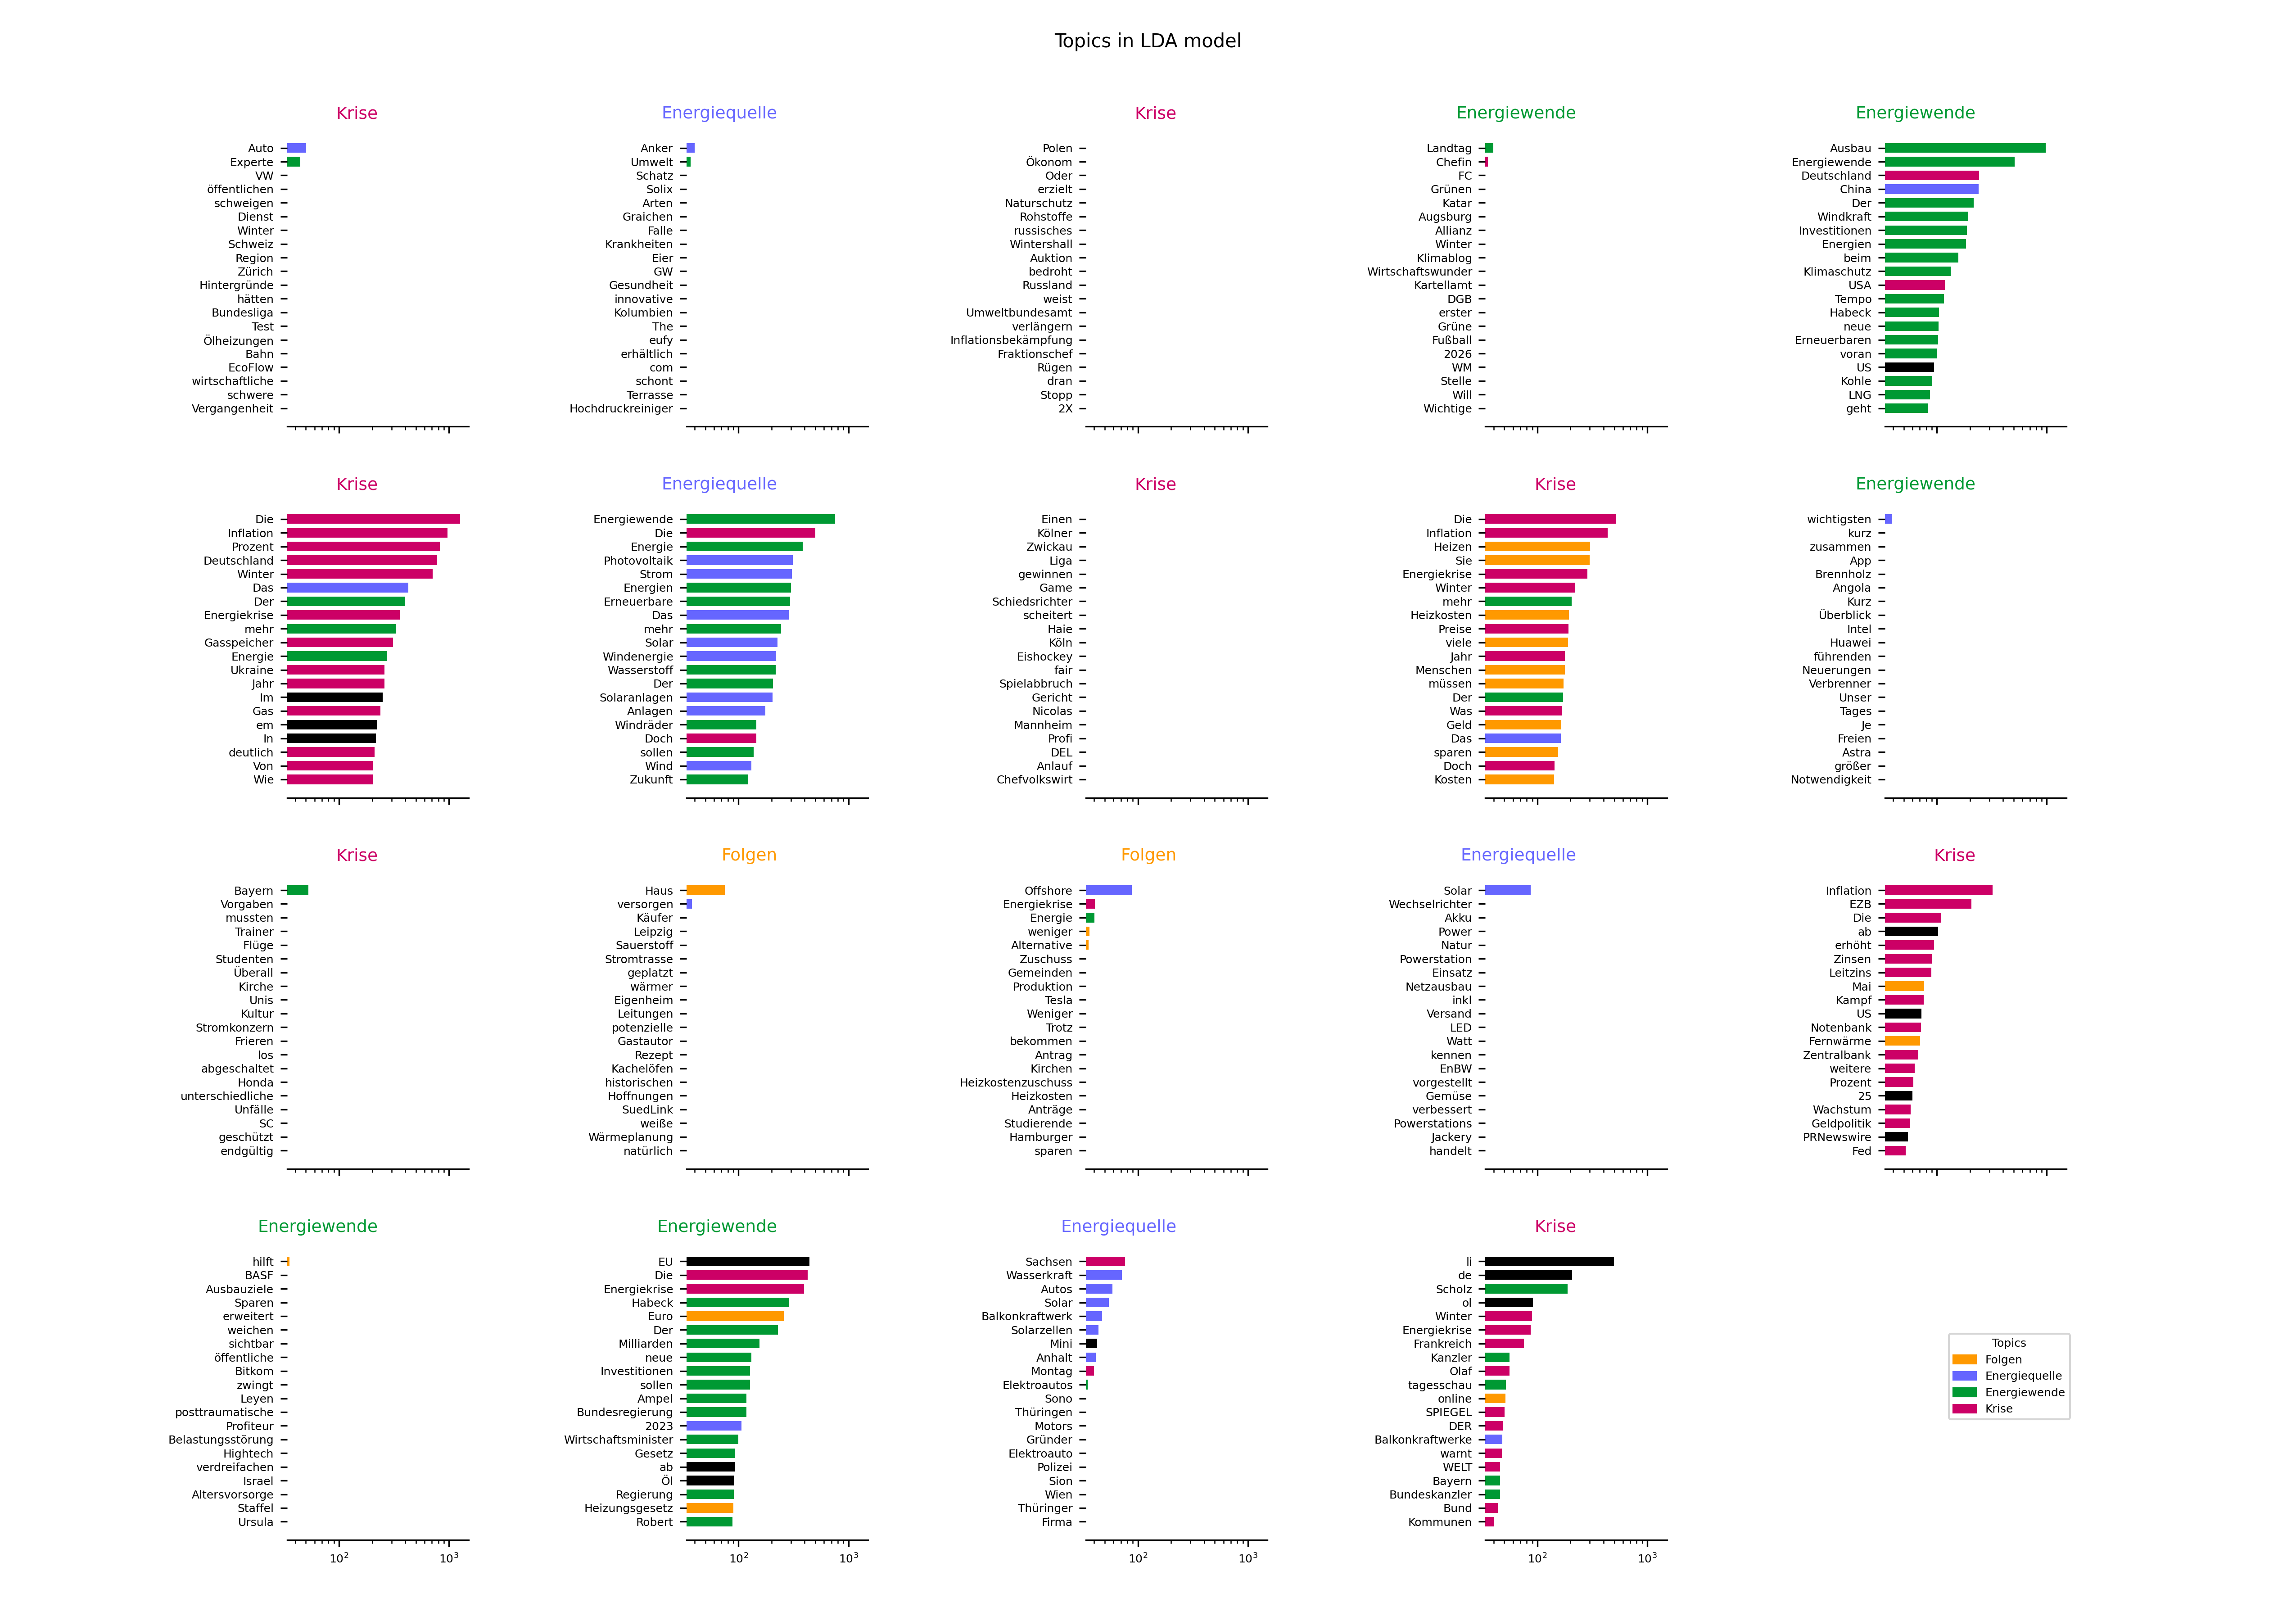 Topics in LDA model
Krise
Auto
Experte
VW
öffentlichen
schweigen
Dienst
Winter
Schweiz
Region
Zürich
Hintergründe
hätten
Bundesliga
Test
Ölheizungen
Bahn
EcoFlow
wirtschaftliche
schwere
Vergangenheit
Energiequelle
Anker
Umwelt
Schatz
Solix
Arten
Graichen
Falle
Krankheiten
Eier
GW
Gesundheit
innovative
Kolumbien
The
eufy
erhältlich
com
schont
Terrasse
Hochdruckreiniger
Krise
Polen
Ökonom
Oder
erzielt
Naturschutz
Rohstoffe
russisches
Wintershall
Auktion
bedroht
Russland
weist
Umweltbundesamt
verlängern
Inflationsbekämpfung
Fraktionschef
Rügen
dran
Stopp
2X
Energiewende
Landtag
Chefin
FC
Grünen
Katar
Augsburg
Allianz
Winter
Klimablog
Wirtschaftswunder
Kartellamt
DGB
erster
Grüne
Fußball
2026
WM
Stelle
Will
Wichtige
Energiewende
Ausbau
Energiewende
Deutschland
China
Der
Windkraft
Investitionen
Energien
beim
Klimaschutz
USA
Tempo
Habeck
neue
Erneuerbaren
voran
US
Kohle
LNG
geht
Krise
Die
Inflation
Prozent
Deutschland
Winter
Das
Der
Energiekrise
mehr
Gasspeicher
Energie
Ukraine
Jahr
Im
Gas
em
In
deutlich
Von
Wie
Energiequelle
Energiewende
Die
Energie
Photovoltaik
Strom
Energien
Erneuerbare
Das
mehr
Solar
Windenergie
Wasserstoff
Der
Solaranlagen
Anlagen
Windräder
Doch
sollen
Wind
Zukunft
Krise
Einen
Kölner
Zwickau
Liga
gewinnen
Game
Schiedsrichter
scheitert
Haie
Köln
Eishockey
fair
Spielabbruch
Gericht
Nicolas
Mannheim
Profi
DEL
Anlauf
Chefvolkswirt
Krise
Die
Inflation
Heizen
Sie
Energiekrise
Winter
mehr
Heizkosten
Preise
viele
Jahr
Menschen
müssen
Der
Was
Geld
Das
sparen
Doch
Kosten
Energiewende
wichtigsten
kurz
zusammen
App
Brennholz
Angola
Kurz
Überblick
Intel
Huawei
führenden
Neuerungen
Verbrenner
Unser
Tages
Je
Freien
Astra
größer
Notwendigkeit
Krise
Bayern
Vorgaben
mussten
Trainer
Flüge
Studenten
Überall
Kirche
Unis
Kultur
Stromkonzern
Frieren
los
abgeschaltet
Honda
unterschiedliche
Unfälle
SC
geschützt
endgültig
Folgen
Haus
versorgen
Käufer
Leipzig
Sauerstoff
Stromtrasse
geplatzt
wärmer
Eigenheim
Leitungen
potenzielle
Gastautor
Rezept
Kachelöfen
historischen
Hoffnungen
SuedLink
weiße
Wärmeplanung
natürlich
Folgen
Offshore
Energiekrise
Energie
weniger
Alternative
Zuschuss
Gemeinden
Produktion
Tesla
Weniger
Trotz
bekommen
Antrag
Kirchen
Heizkostenzuschuss
Heizkosten
Anträge
Studierende
Hamburger
sparen
Energiequelle
Solar
Wechselrichter
Akku
Power
Natur
Powerstation
Einsatz
Netzausbau
inkl
Versand
LED
Watt
kennen
EnBW
vorgestellt
Gemüse
verbessert
Powerstations
Jackery
handelt
Krise
Inflation
EZB
Die
ab
erhöht
Zinsen
Leitzins
Mai
Kampf
US
Notenbank
Fernwärme
Zentralbank
weitere
Prozent
25
Wachstum
Geldpolitik
PRNewswire
Fed
Energiewende
hilft
BASF
Ausbauziele
Sparen
erweitert
weichen
sichtbar
öffentliche
Bitkom
zwingt
Leyen
posttraumatische
Profiteur
Belastungsstörung
Hightech
verdreifachen
Israel
Altersvorsorge
Staffel
Ursula
10²
10³
Energiewende
EU
Die
Energiekrise
Habeck
Euro
Der
Milliarden
neue
Investitionen
sollen
Ampel
Bundesregierung
2023
Wirtschaftsminister
Gesetz
ab
Öl
Regierung
Heizungsgesetz
Robert
10²
10³
Energiequelle
Sachsen
Wasserkraft
Autos
Solar
Balkonkraftwerk
Solarzellen
Mini
Anhalt
Montag
Elektroautos
Sono
Thüringen
Motors
Gründer
Elektroauto
Polizei
Sion
Wien
Thüringer
Firma
10²
10³
Krise
li
de
Scholz
ol
Winter
Energiekrise
Frankreich
Kanzler
Olaf
tagesschau
online
SPIEGEL
DER
Balkonkraftwerke
warnt
WELT
Bayern
Bundeskanzler
Bund
Kommunen
10²
10³
Topics
Folgen
Energiequelle
Energiewende
Krise